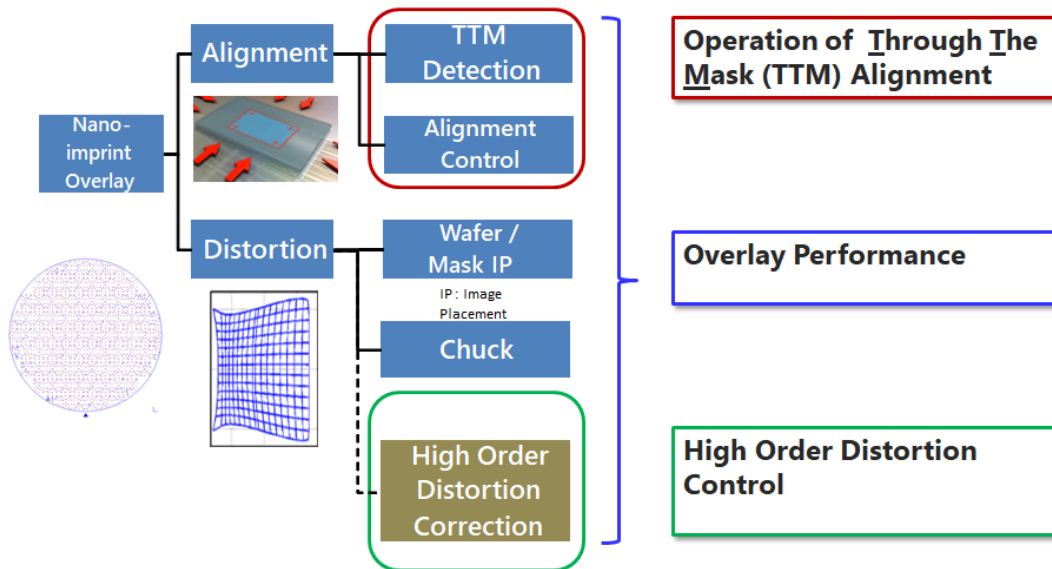 Nano-
imprint
Overlay
Alignment
TTM
Detection
Alignment
Control
Distortion
Wafer /
Mask IP
IP : Image
Placement
Chuck
High Order
Distortion
Correction
Operation of Through The
Mask (TTM) Alignment
Overlay Performance
High Order Distortion
Control